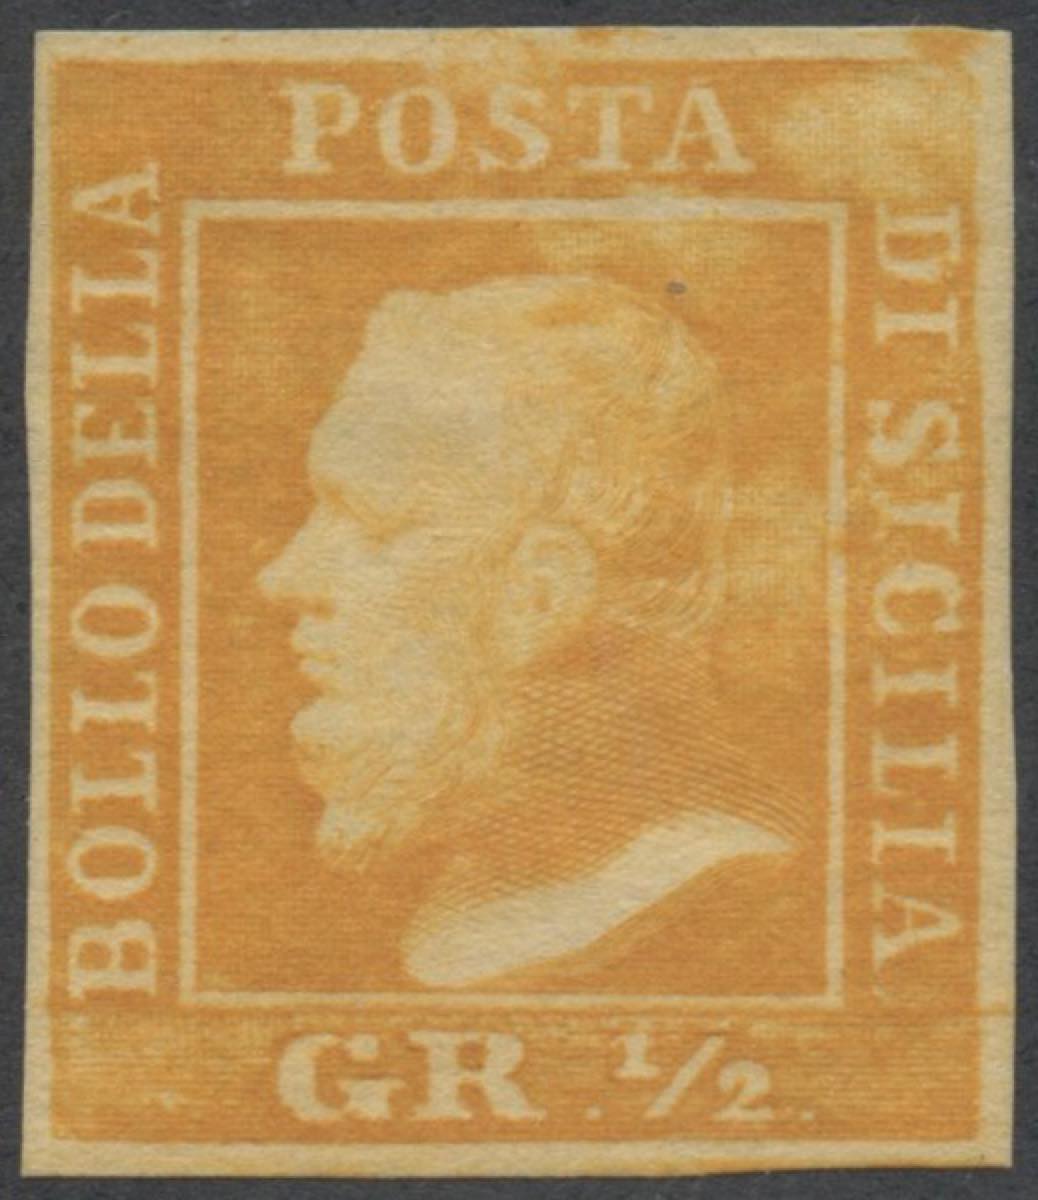 BOLLO DELLA
POSTA
DI SICILIA
GR. 1/2.